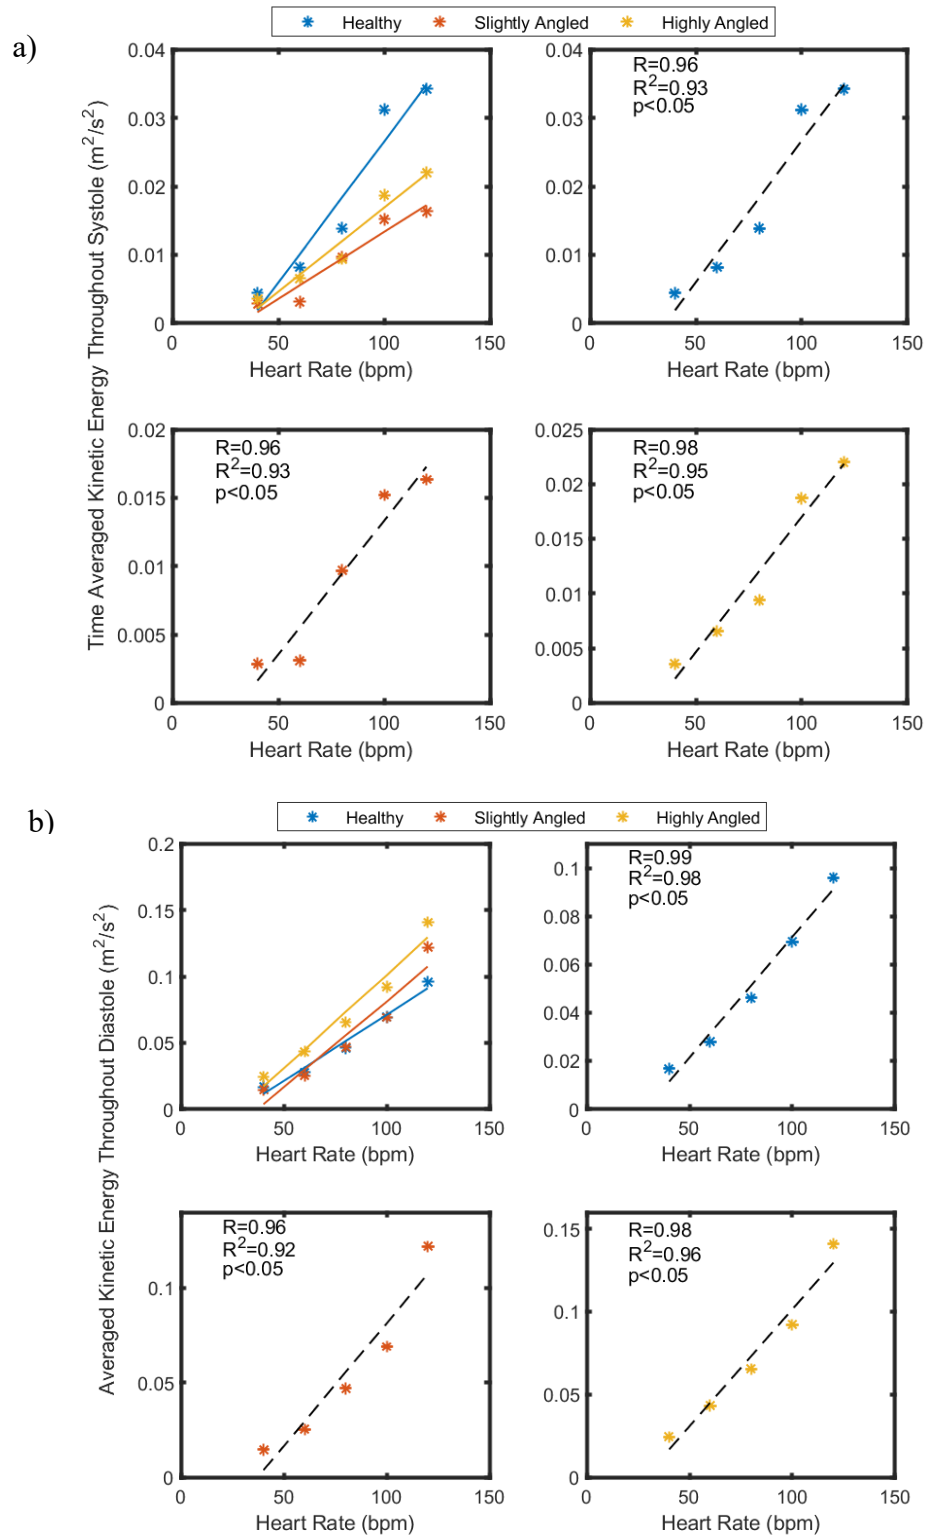 a)
Healthy Slightly Angled Highly Angled
Time Averaged Kinetic Energy Throughout Systole (m²/s²)
0.04
0.03
0.02
0.01
0
0 50 100 150
Heart Rate (bpm)
R=0.96
R²=0.93
p<0.05
0.04
0.03
0.02
0.01
0
0 50 100 150
Heart Rate (bpm)
R=0.96
R²=0.93
p<0.05
0.02
0.015
0.01
0.005
0
0 50 100 150
Heart Rate (bpm)
R=0.98
R²=0.95
p<0.05
0.025
0.02
0.015
0.01
0.005
0
0 50 100 150
Heart Rate (bpm)
b)
Healthy Slightly Angled Highly Angled
Averaged Kinetic Energy Throughout Diastole (m²/s²)
0.2
0.15
0.1
0.05
0
0 50 100 150
Heart Rate (bpm)
R=0.99
R²=0.98
p<0.05
0.1
0.08
0.06
0.04
0.02
0
0 50 100 150
Heart Rate (bpm)
R=0.96
R²=0.92
p<0.05
0.1
0.05
0
0 50 100 150
Heart Rate (bpm)
R=0.98
R²=0.96
p<0.05
0.15
0.1
0.05
0
0 50 100 150
Heart Rate (bpm)